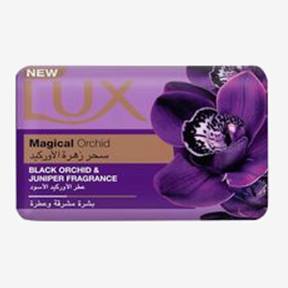 NEW
LUX
Magical Orchid
سحر زهرة الأوركيد
BLACK ORCHID &
JUNIPER FRAGRANCE
عطر الأوركيد الأسود
بشرة مشرقة وعطرة